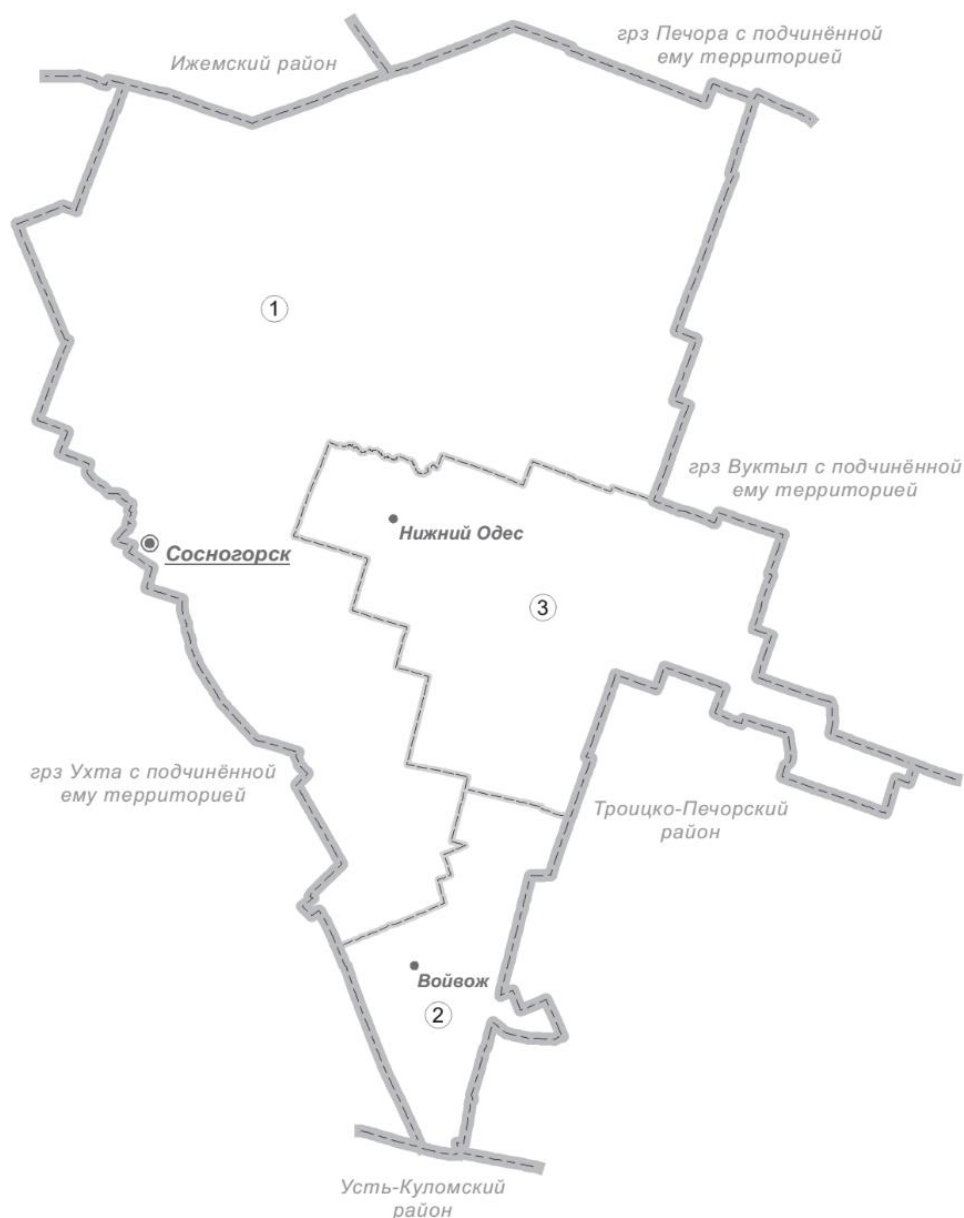 грз Печора с подчинённой
ему территорией
Ижемский район
1
грз Вуктыл с подчинённой
ему территорией
Нижний Одес
Сосногорск
3
грз Ухта с подчинённой
ему территорией
Троицко-Печорский
район
Войвож
2
Усть-Куломский
район